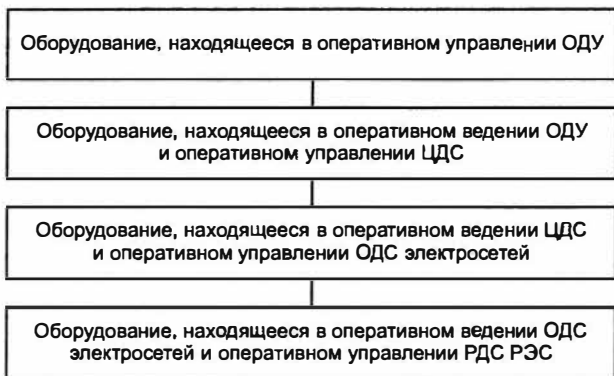 Оборудование, находящееся в оперативном управлении ОДУ
Оборудование, находящееся в оперативном ведении ОДУ
и оперативном управлении ЦДС
Оборудование, находящееся в оперативном ведении ЦДС
и оперативном управлении ОДС электросетей
Оборудование, находящееся в оперативном ведении ОДС
электросетей и оперативном управлении РДС РЭС